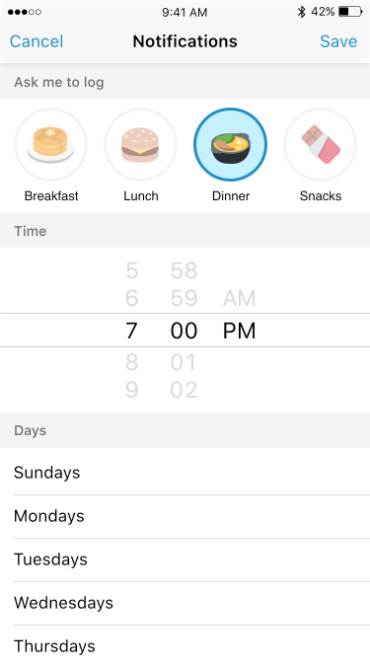 9:41 AM 42%
Cancel Notifications Save
Ask me to log
Breakfast Lunch Dinner Snacks
Time
5 58
6 59 AM
7 00 PM
8 01
9 02
Days
Sundays
Mondays
Tuesdays
Wednesdays
Thursdays